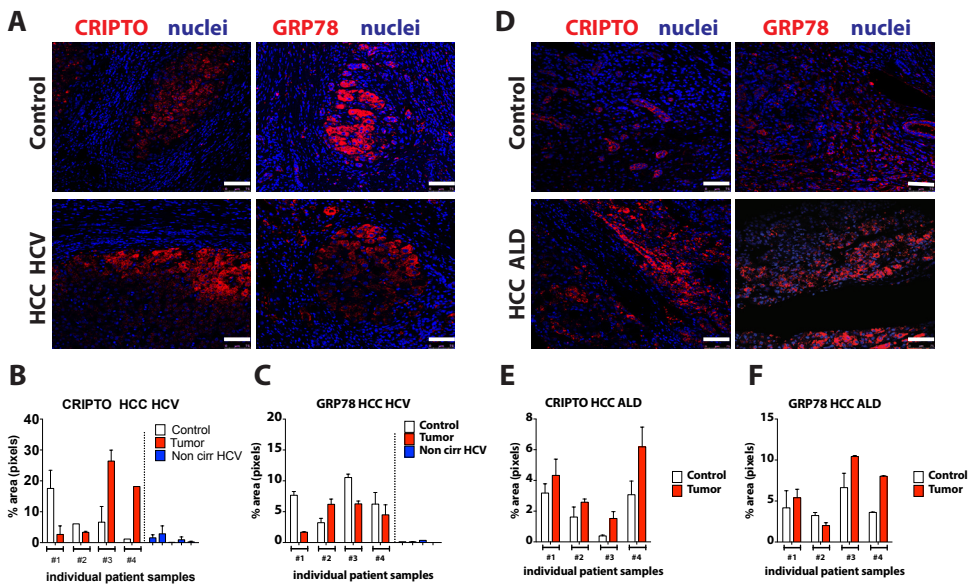 A
CRIPTO nuclei
GRP78 nuclei
Control
HCC HCV
D
CRIPTO nuclei
GRP78 nuclei
Control
HCC ALD
B
CRIPTO HCC HCV
% area (pixels)
40
30
20
10
0
Control
Tumor
Non cirr HCV
#1 #2 #3 #4
individual patient samples
C
GRP78 HCC HCV
% area (pixels)
20
15
10
5
0
Control
Tumor
Non cirr HCV
#1 #2 #3 #4
individual patient samples
E
CRIPTO HCC ALD
% area (pixels)
8
6
4
2
0
Control
Tumor
#1 #2 #3 #4
individual patient samples
F
GRP78 HCC ALD
% area (pixels)
15
10
5
0
Control
Tumor
#1 #2 #3 #4
individual patient samples